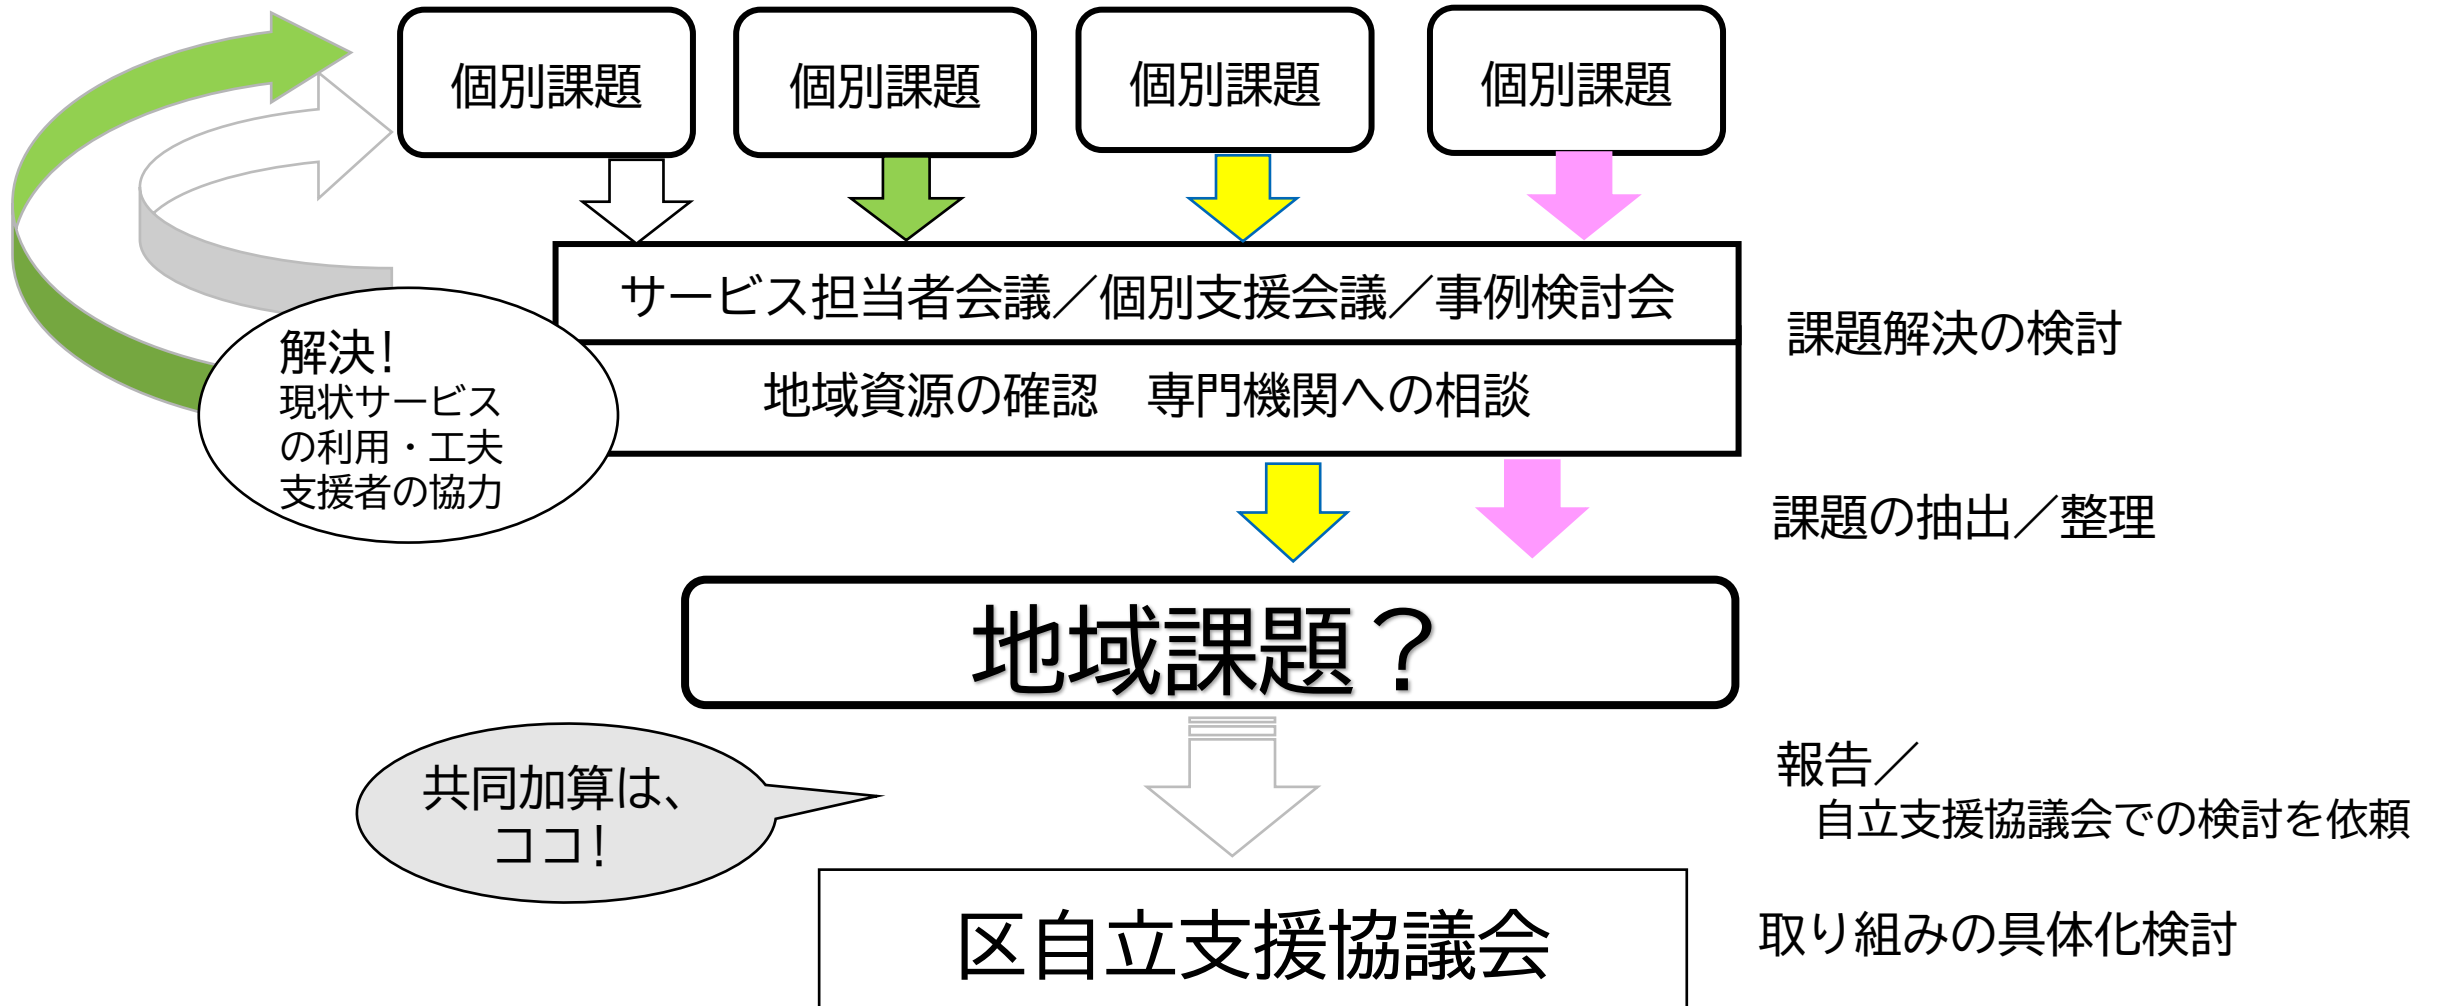 個別課題
個別課題
個別課題
個別課題
サービス担当者会議／個別支援会議／事例検討会
課題解決の検討
解決！
現状サービス
の利用・工夫
支援者の協力
地域資源の確認　専門機関への相談
課題の抽出／整理
地域課題？
報告／
自立支援協議会での検討を依頼
共同加算は、
ココ！
区自立支援協議会
取り組みの具体化検討